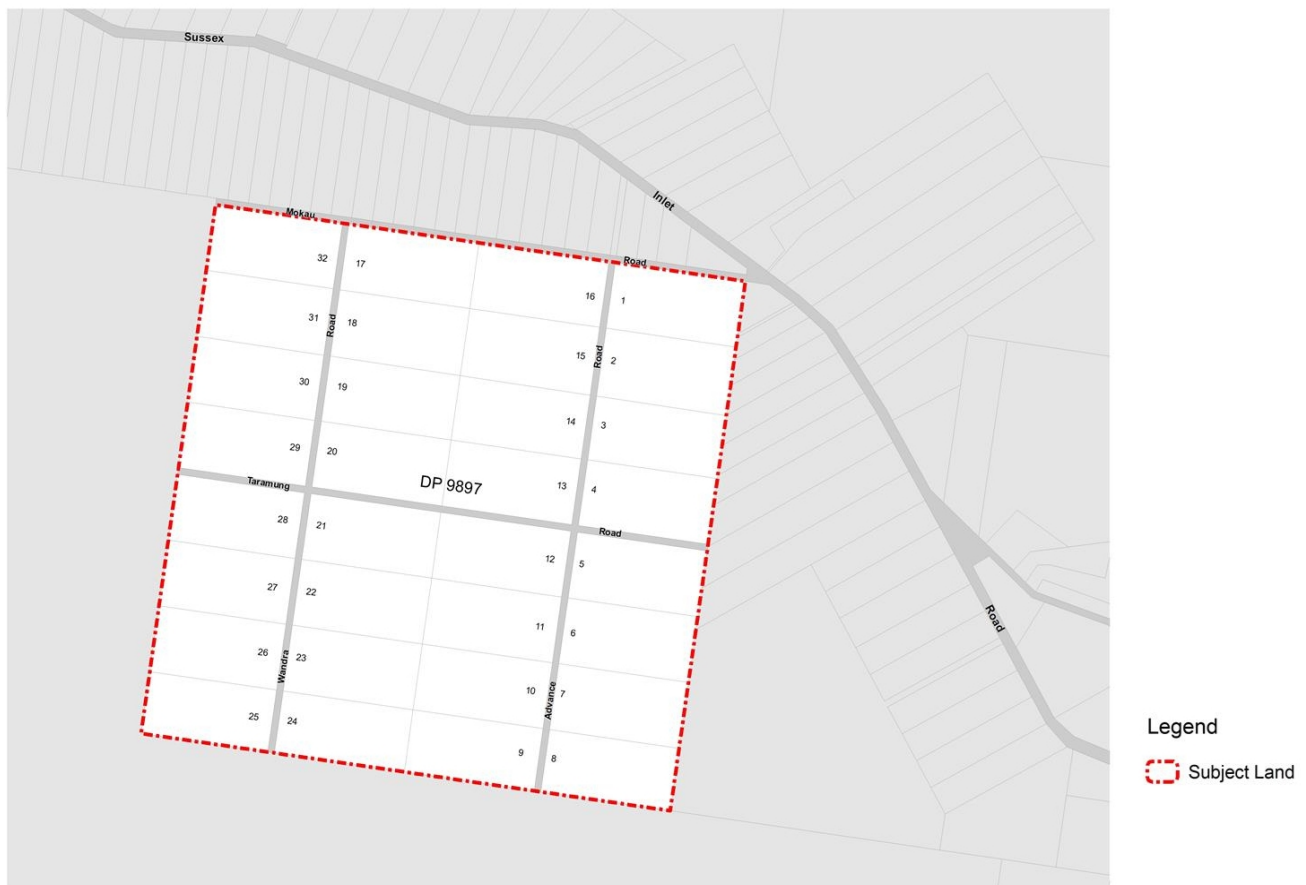 Sussex
Inlet
Mokau
Road
32
17
16
1
31
Road
18
15
Road
2
30
19
14
3
29
20
13
4
Taramung
DP 9897
Road
28
21
12
5
27
22
11
6
Road
26
Wandra
23
10
Advance
7
25
24
9
8
Legend
Subject Land